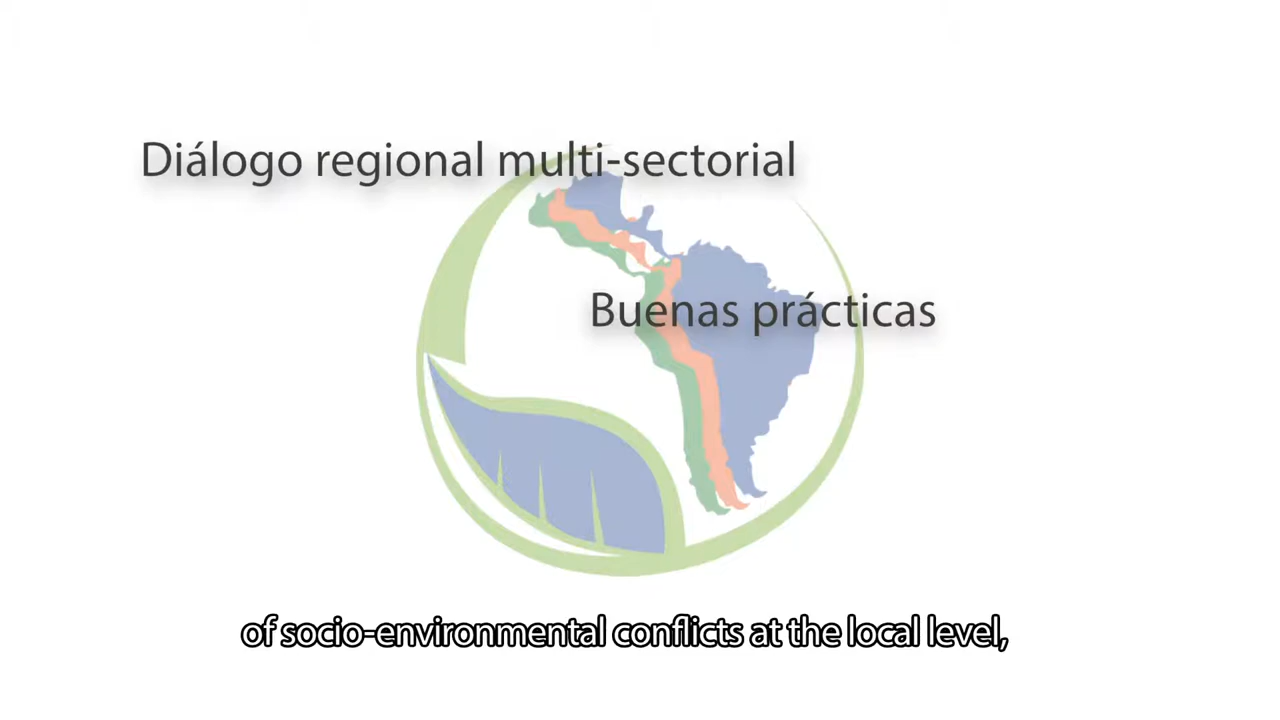 Diálogo regional multi-sectorial
Buenas prácticas
of socio-environmental conflicts at the local level,